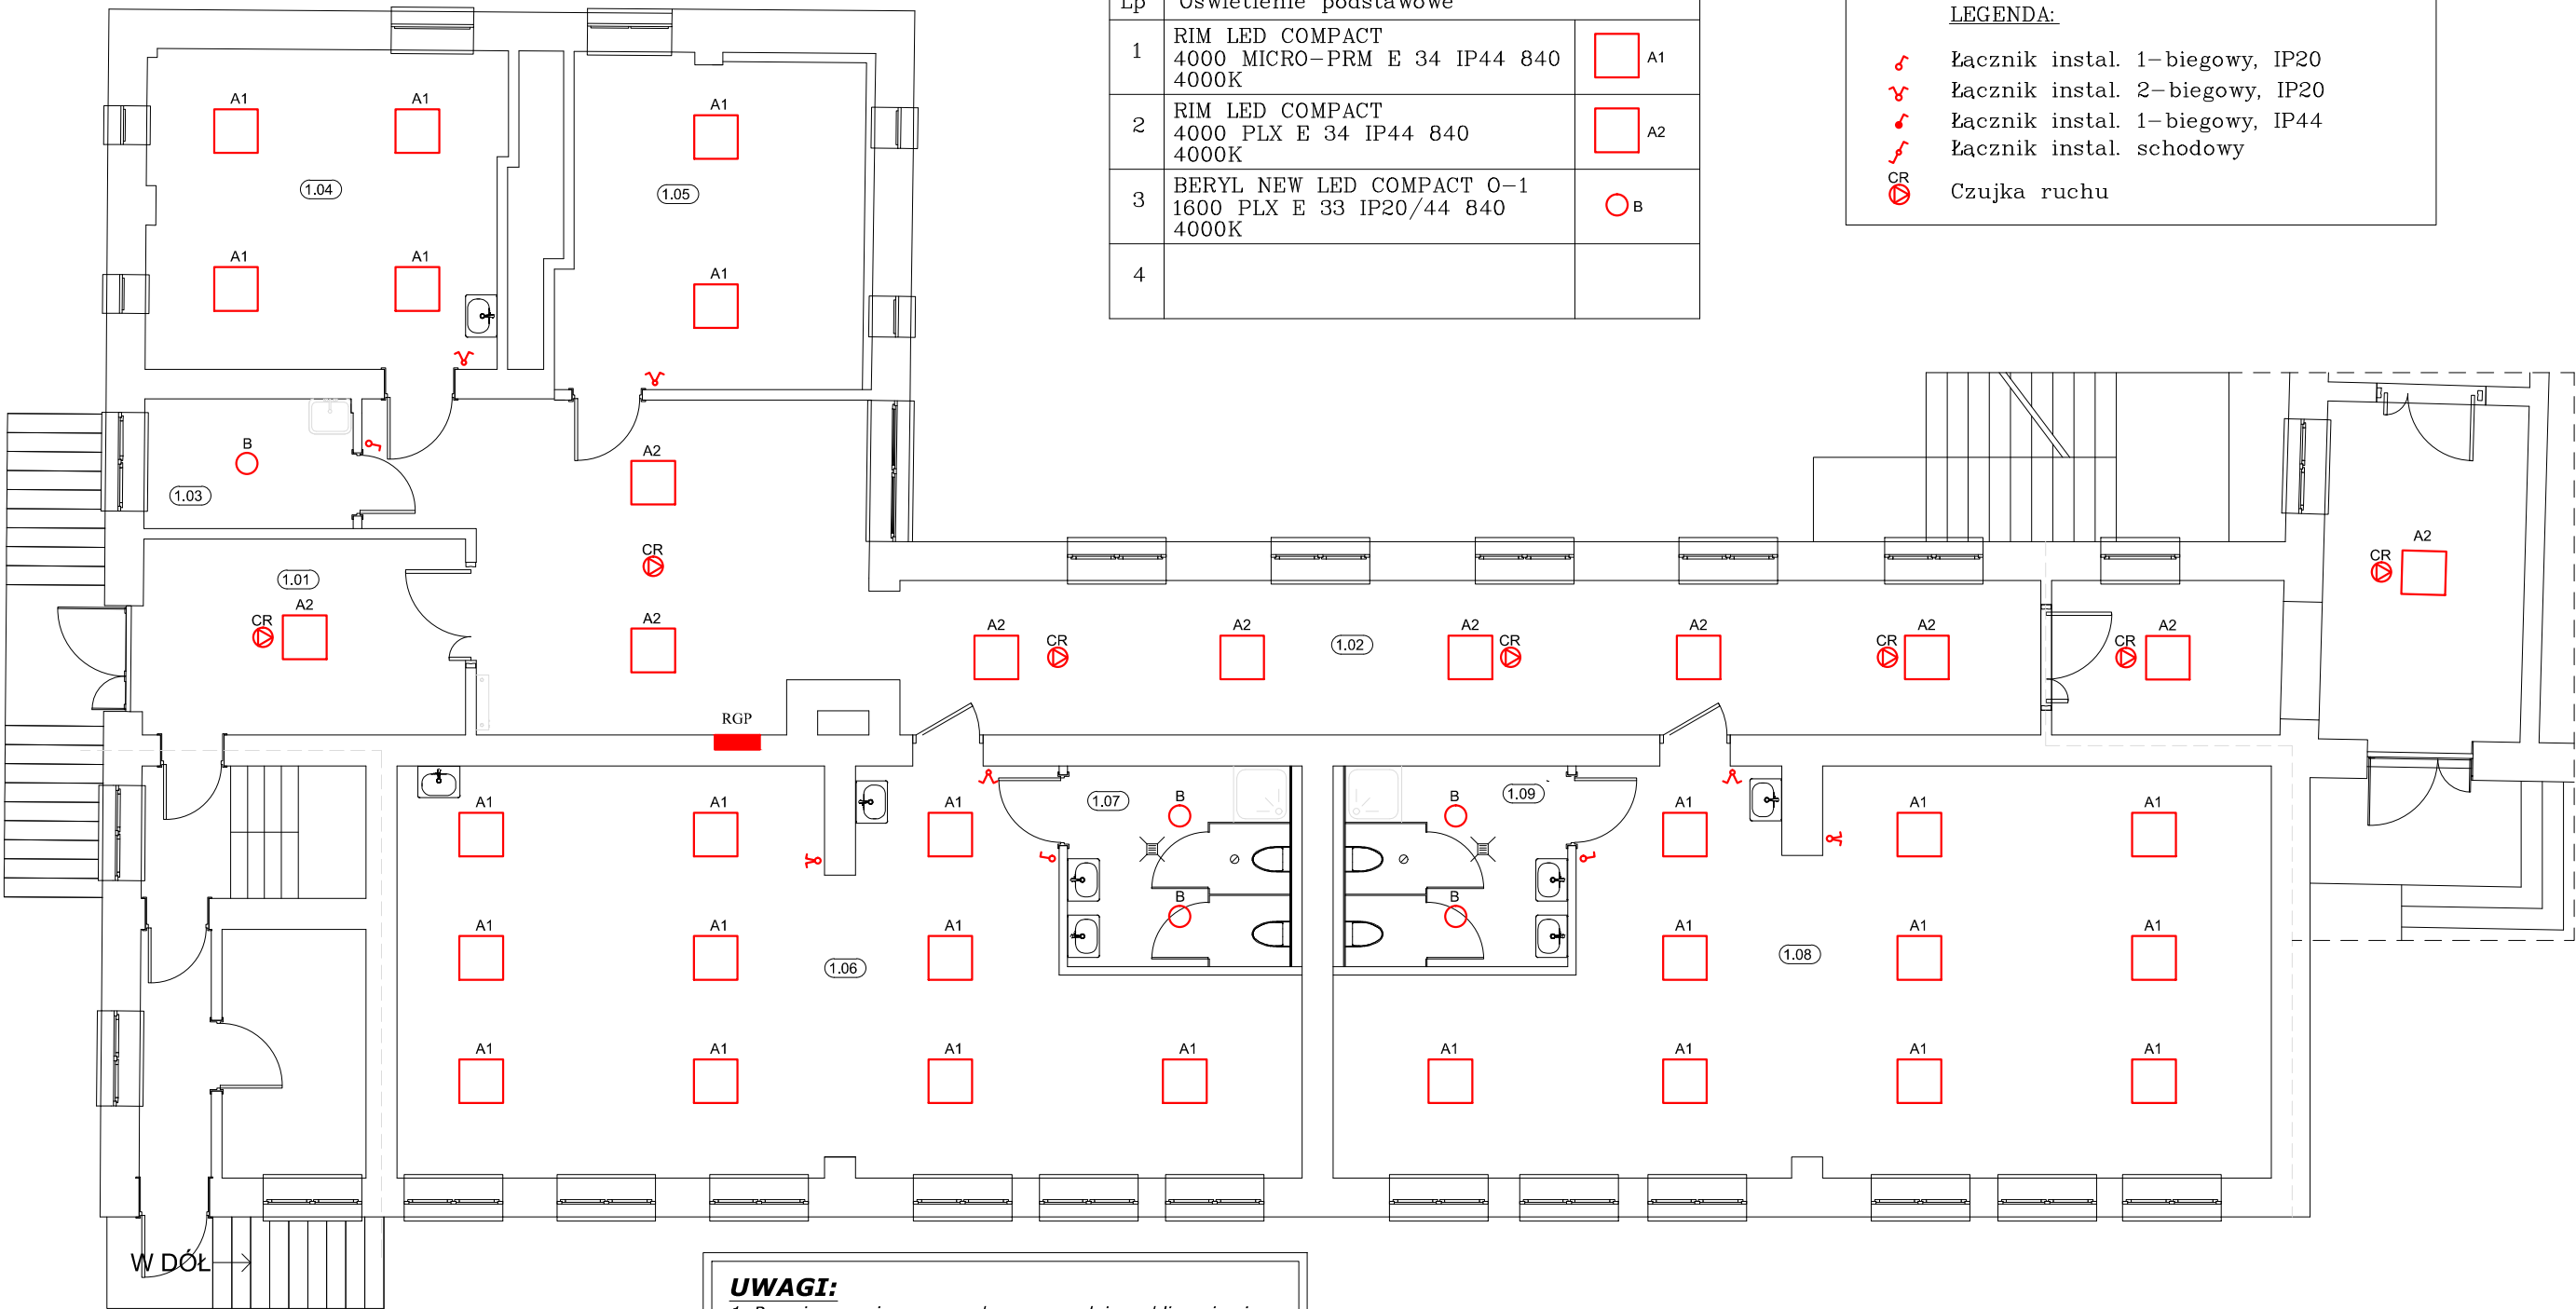 Lp Oświetlenie podstawowe
1 RIM LED COMPACT
4000 MICRO-PRM E 34 IP44 840
4000K
A1
2 RIM LED COMPACT
4000 PLX E 34 IP44 840
4000K
A2
3 BERYL NEW LED COMPACT O-1
1600 PLX E 33 IP20/44 840
4000K
B
4
LEGENDA:
Łącznik instal. 1-biegowy, IP20
Łącznik instal. 2-biegowy, IP20
Łącznik instal. 1-biegowy, IP44
Łącznik instal. schodowy
CR Czujka ruchu
A1 A1 A1
1.04 1.05
A1 A1 A1
B
1.03
A2
CR
1.01
A2
CR
A2
A2 CR A2 1.02 A2 CR A2 CR A2 CR A2
CR A2
RGP
A1 A1 A1 1.07 B B 1.09 A1 A1 A1
B B
A1 A1 A1 A1 A1 A1
1.06 1.08
A1 A1 A1 A1 A1 A1 A1 A1
W DÓŁ
UWAGI: